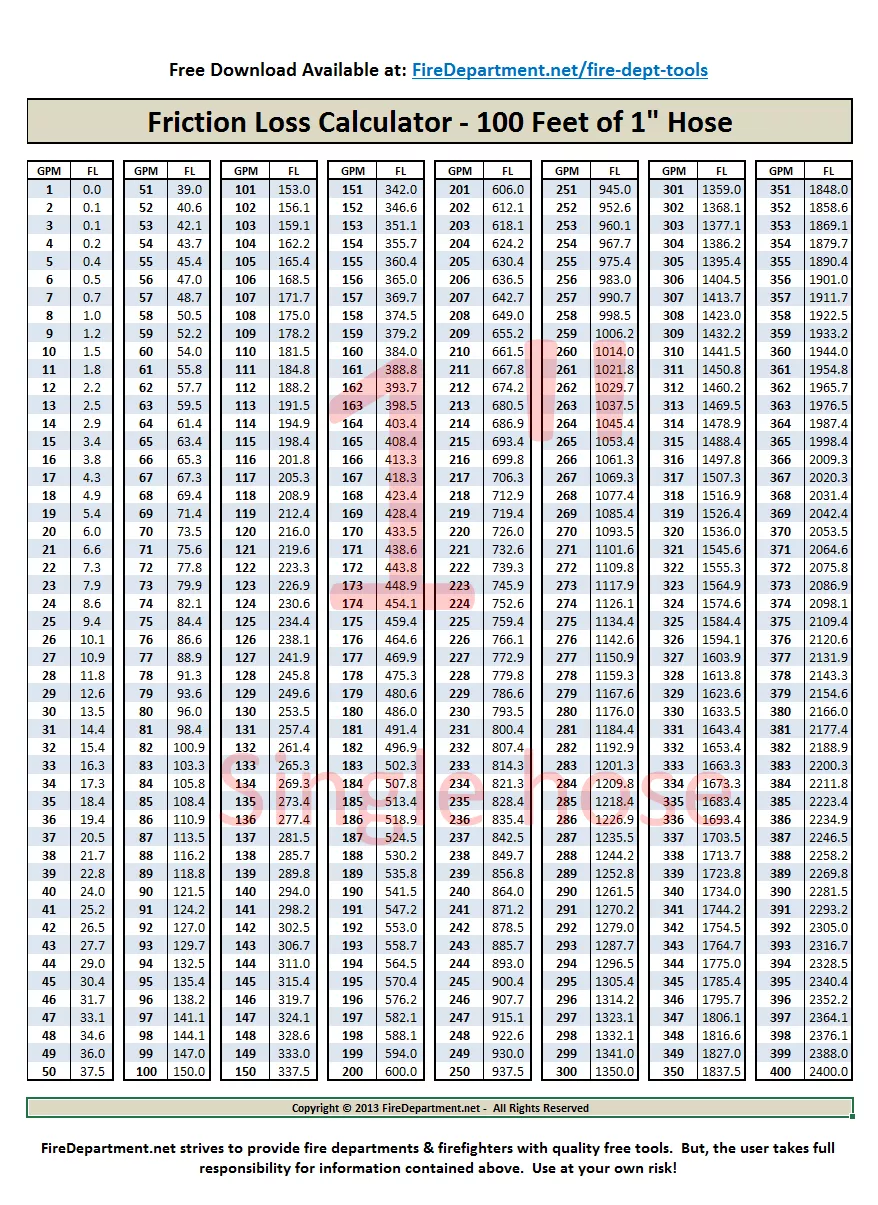 Free Download Available at: FireDepartment.net/fire-dept-tools
Friction Loss Calculator - 100 Feet of 1" Hose
GPM FL GPM FL GPM FL GPM FL GPM FL GPM FL GPM FL GPM FL
1 0.0 51 39.0 101 153.0 151 342.0 201 606.0 251 945.0 301 1359.0 351 1848.0
2 0.1 52 40.6 102 156.1 152 346.6 202 612.1 252 952.6 302 1368.1 352 1858.6
3 0.1 53 42.1 103 159.1 153 351.1 203 618.1 253 960.1 303 1377.1 353 1869.1
4 0.2 54 43.7 104 162.2 154 355.7 204 624.2 254 967.7 304 1386.2 354 1879.7
5 0.4 55 45.4 105 165.4 155 360.4 205 630.4 255 975.4 305 1395.4 355 1890.4
6 0.5 56 47.0 106 168.5 156 365.0 206 636.5 256 983.0 306 1404.5 356 1901.0
7 0.7 57 48.7 107 171.7 157 369.7 207 642.7 257 990.7 307 1413.7 357 1911.7
8 1.0 58 50.5 108 175.0 158 374.5 208 649.0 258 998.5 308 1423.0 358 1922.5
9 1.2 59 52.2 109 178.2 159 379.2 209 655.2 259 1006.2 309 1432.2 359 1933.2
10 1.5 60 54.0 110 181.5 160 384.0 210 661.5 260 1014.0 310 1441.5 360 1944.0
11 1.8 61 55.8 111 184.8 161 388.8 211 667.8 261 1021.8 311 1450.8 361 1954.8
12 2.2 62 57.7 112 188.2 162 393.7 212 674.2 262 1029.7 312 1460.2 362 1965.7
13 2.5 63 59.5 113 191.5 163 398.5 213 680.5 263 1037.5 313 1469.5 363 1976.5
14 2.9 64 61.4 114 194.9 164 403.4 214 686.9 264 1045.4 314 1478.9 364 1987.4
15 3.4 65 63.4 115 198.4 165 408.4 215 693.4 265 1053.4 315 1488.4 365 1998.4
16 3.8 66 65.3 116 201.8 166 413.3 216 699.8 266 1061.3 316 1497.8 366 2009.3
17 4.3 67 67.3 117 205.3 167 418.3 217 706.3 267 1069.3 317 1507.3 367 2020.3
18 4.9 68 69.4 118 208.9 168 423.4 218 712.9 268 1077.4 318 1516.9 368 2031.4
19 5.4 69 71.4 119 212.4 169 428.4 219 719.4 269 1085.4 319 1526.4 369 2042.4
20 6.0 70 73.5 120 216.0 170 433.5 220 726.0 270 1093.5 320 1536.0 370 2053.5
21 6.6 71 75.6 121 219.6 171 438.6 221 732.6 271 1101.6 321 1545.6 371 2064.6
22 7.3 72 77.8 122 223.3 172 443.8 222 739.3 272 1109.8 322 1555.3 372 2075.8
23 7.9 73 79.9 123 226.9 173 448.9 223 745.9 273 1117.9 323 1564.9 373 2086.9
24 8.6 74 82.1 124 230.6 174 454.1 224 752.6 274 1126.1 324 1574.6 374 2098.1
25 9.4 75 84.4 125 234.4 175 459.4 225 759.4 275 1134.4 325 1584.4 375 2109.4
26 10.1 76 86.6 126 238.1 176 464.6 226 766.1 276 1142.6 326 1594.1 376 2120.6
27 10.9 77 88.9 127 241.9 177 469.9 227 772.9 277 1150.9 327 1603.9 377 2131.9
28 11.8 78 91.3 128 245.8 178 475.3 228 779.8 278 1159.3 328 1613.8 378 2143.3
29 12.6 79 93.6 129 249.6 179 480.6 229 786.6 279 1167.6 329 1623.6 379 2154.6
30 13.5 80 96.0 130 253.5 180 486.0 230 793.5 280 1176.0 330 1633.5 380 2166.0
31 14.4 81 98.4 131 257.4 181 491.4 231 800.4 281 1184.4 331 1643.4 381 2177.4
32 15.4 82 100.9 132 261.4 182 496.9 232 807.4 282 1192.9 332 1653.4 382 2188.9
33 16.3 83 103.3 133 265.3 183 502.3 233 814.3 283 1201.3 333 1663.3 383 2200.3
34 17.3 84 105.8 134 269.3 184 507.8 234 821.3 284 1209.8 334 1673.3 384 2211.8
35 18.4 85 108.4 135 273.4 185 513.4 235 828.4 285 1218.4 335 1683.4 385 2223.4
36 19.4 86 110.9 136 277.4 186 518.9 236 835.4 286 1226.9 336 1693.4 386 2234.9
37 20.5 87 113.5 137 281.5 187 524.5 237 842.5 287 1235.5 337 1703.5 387 2246.5
38 21.7 88 116.2 138 285.7 188 530.2 238 849.7 288 1244.2 338 1713.7 388 2258.2
39 22.8 89 118.8 139 289.8 189 535.8 239 856.8 289 1252.8 339 1723.8 389 2269.8
40 24.0 90 121.5 140 294.0 190 541.5 240 864.0 290 1261.5 340 1734.0 390 2281.5
41 25.2 91 124.2 141 298.2 191 547.2 241 871.2 291 1270.2 341 1744.2 391 2293.2
42 26.5 92 127.0 142 302.5 192 553.0 242 878.5 292 1279.0 342 1754.5 392 2305.0
43 27.7 93 129.7 143 306.7 193 558.7 243 885.7 293 1287.7 343 1764.7 393 2316.7
44 29.0 94 132.5 144 311.0 194 564.5 244 893.0 294 1296.5 344 1775.0 394 2328.5
45 30.4 95 135.4 145 315.4 195 570.4 245 900.4 295 1305.4 345 1785.4 395 2340.4
46 31.7 96 138.2 146 319.7 196 576.2 246 907.7 296 1314.2 346 1795.7 396 2352.2
47 33.1 97 141.1 147 324.1 197 582.1 247 915.1 297 1323.1 347 1806.1 397 2364.1
48 34.6 98 144.1 148 328.6 198 588.1 248 922.6 298 1332.1 348 1816.6 398 2376.1
49 36.0 99 147.0 149 333.0 199 594.0 249 930.0 299 1341.0 349 1827.0 399 2388.0
50 37.5 100 150.0 150 337.5 200 600.0 250 937.5 300 1350.0 350 1837.5 400 2400.0
1"
Single hose
Copyright © 2013 FireDepartment.net - All Rights Reserved
FireDepartment.net strives to provide fire departments & firefighters with quality free tools. But, the user takes full
responsibility for information contained above. Use at your own risk!